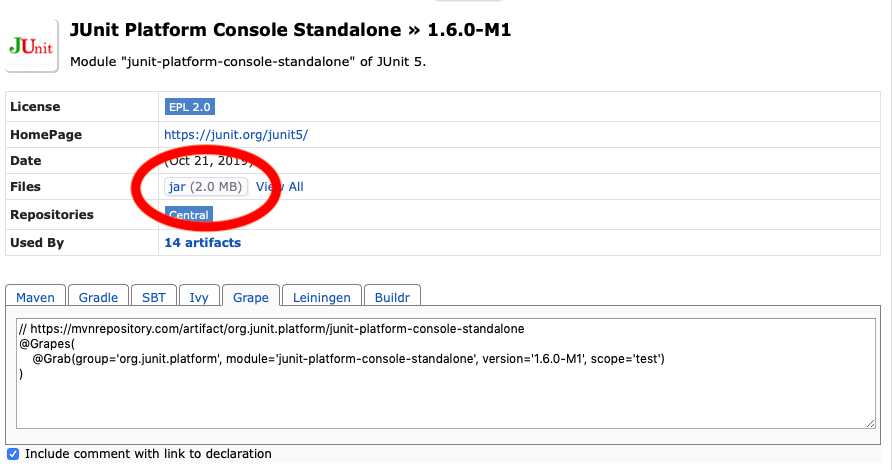 JUnit
JUnit Platform Console Standalone » 1.6.0-M1
Module "junit-platform-console-standalone" of JUnit 5.
License EPL 2.0
HomePage https://junit.org/junit5/
Date (Oct 21, 2019)
Files jar (2.0 MB) View All
Repositories Central
Used By 14 artifacts
Maven Gradle SBT Ivy Grape Leiningen Buildr
// https://mvnrepository.com/artifact/org.junit.platform/junit-platform-console-standalone
@Grapes(
@Grab(group='org.junit.platform', module='junit-platform-console-standalone', version='1.6.0-M1', scope='test')
)
Include comment with link to declaration